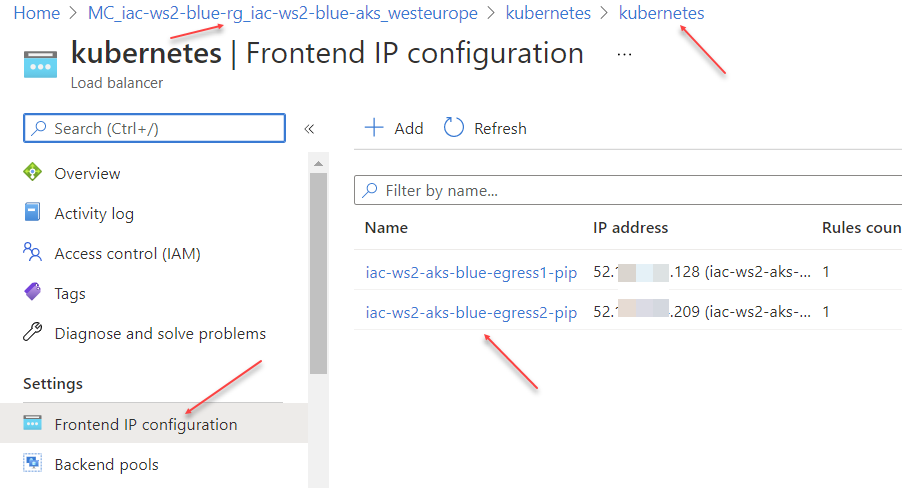 Home > MC_iac-ws2-blue-rg_iac-ws2-blue-aks_westeurope > kubernetes > kubernetes
kubernetes | Frontend IP configuration ...
Load balancer
Search (Ctrl+/) «
Add Refresh
Overview
Filter by name...
Activity log
Name IP address Rules coun
Access control (IAM)
iac-ws2-aks-blue-egress1-pip 52. .128 (iac-ws2-aks-... 1
Tags
iac-ws2-aks-blue-egress2-pip 52. .209 (iac-ws2-aks-... 1
Diagnose and solve problems
Settings
Frontend IP configuration
Backend pools